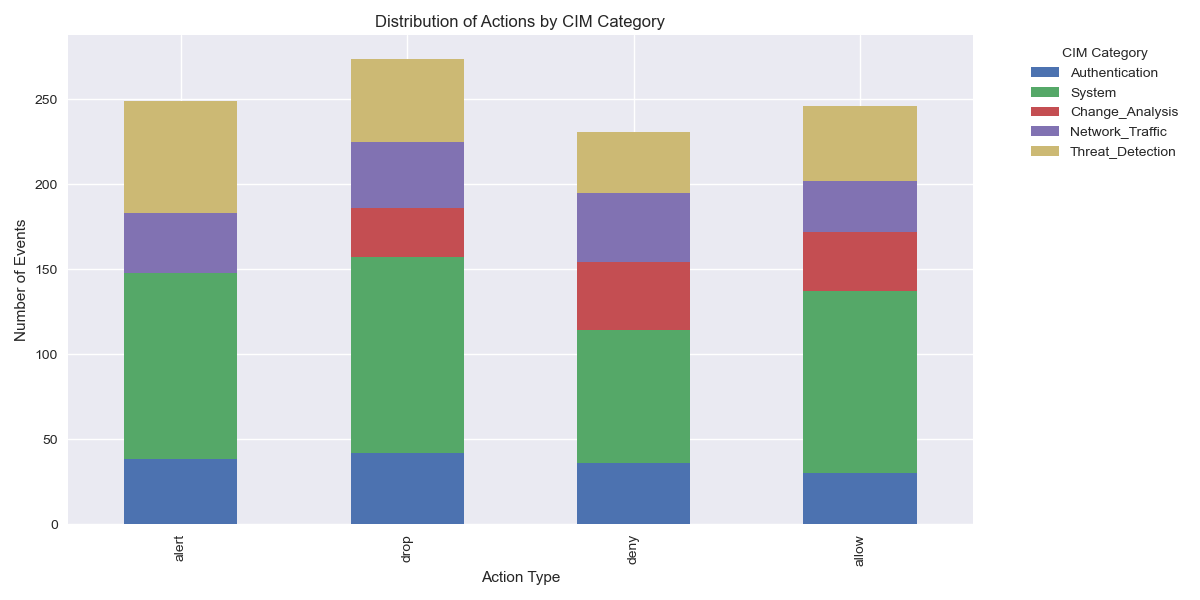 Distribution of Actions by CIM Category
CIM Category
Authentication
System
Change_Analysis
Network_Traffic
Threat_Detection
Number of Events
250
200
150
100
50
0
alert
drop
deny
allow
Action Type